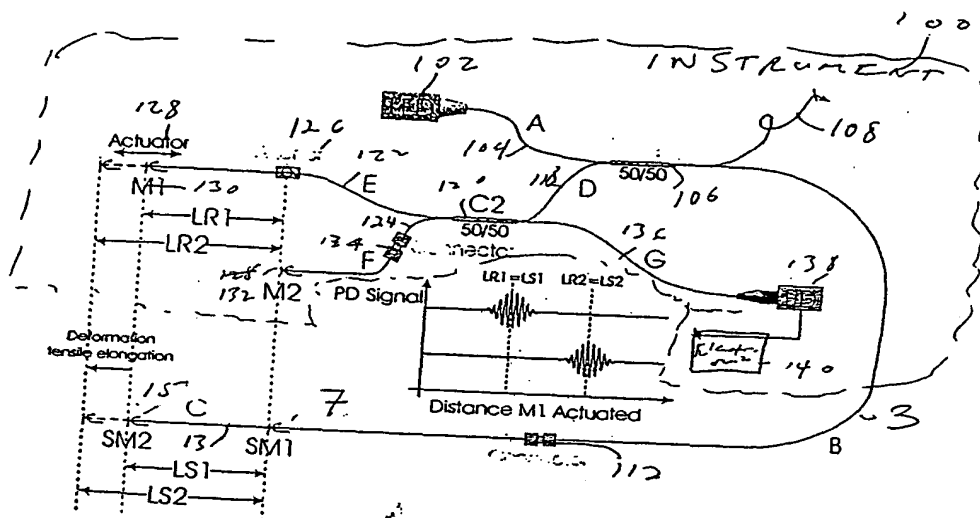 100
INSTRUMENT
102
128
Actuator
126
A
108
104
122
E
118
D
50/50
106
M1
130
120
C2
50/50
LR1
124
LR2
134
136
F
G
138
132
M2
PD Signal
LR1=LS1
LR2=LS2
Deformation
tensile elongation
140
15
C
7
Distance M1 Actuated
3
SM2
13
SM1
B
112
LS1
LS2